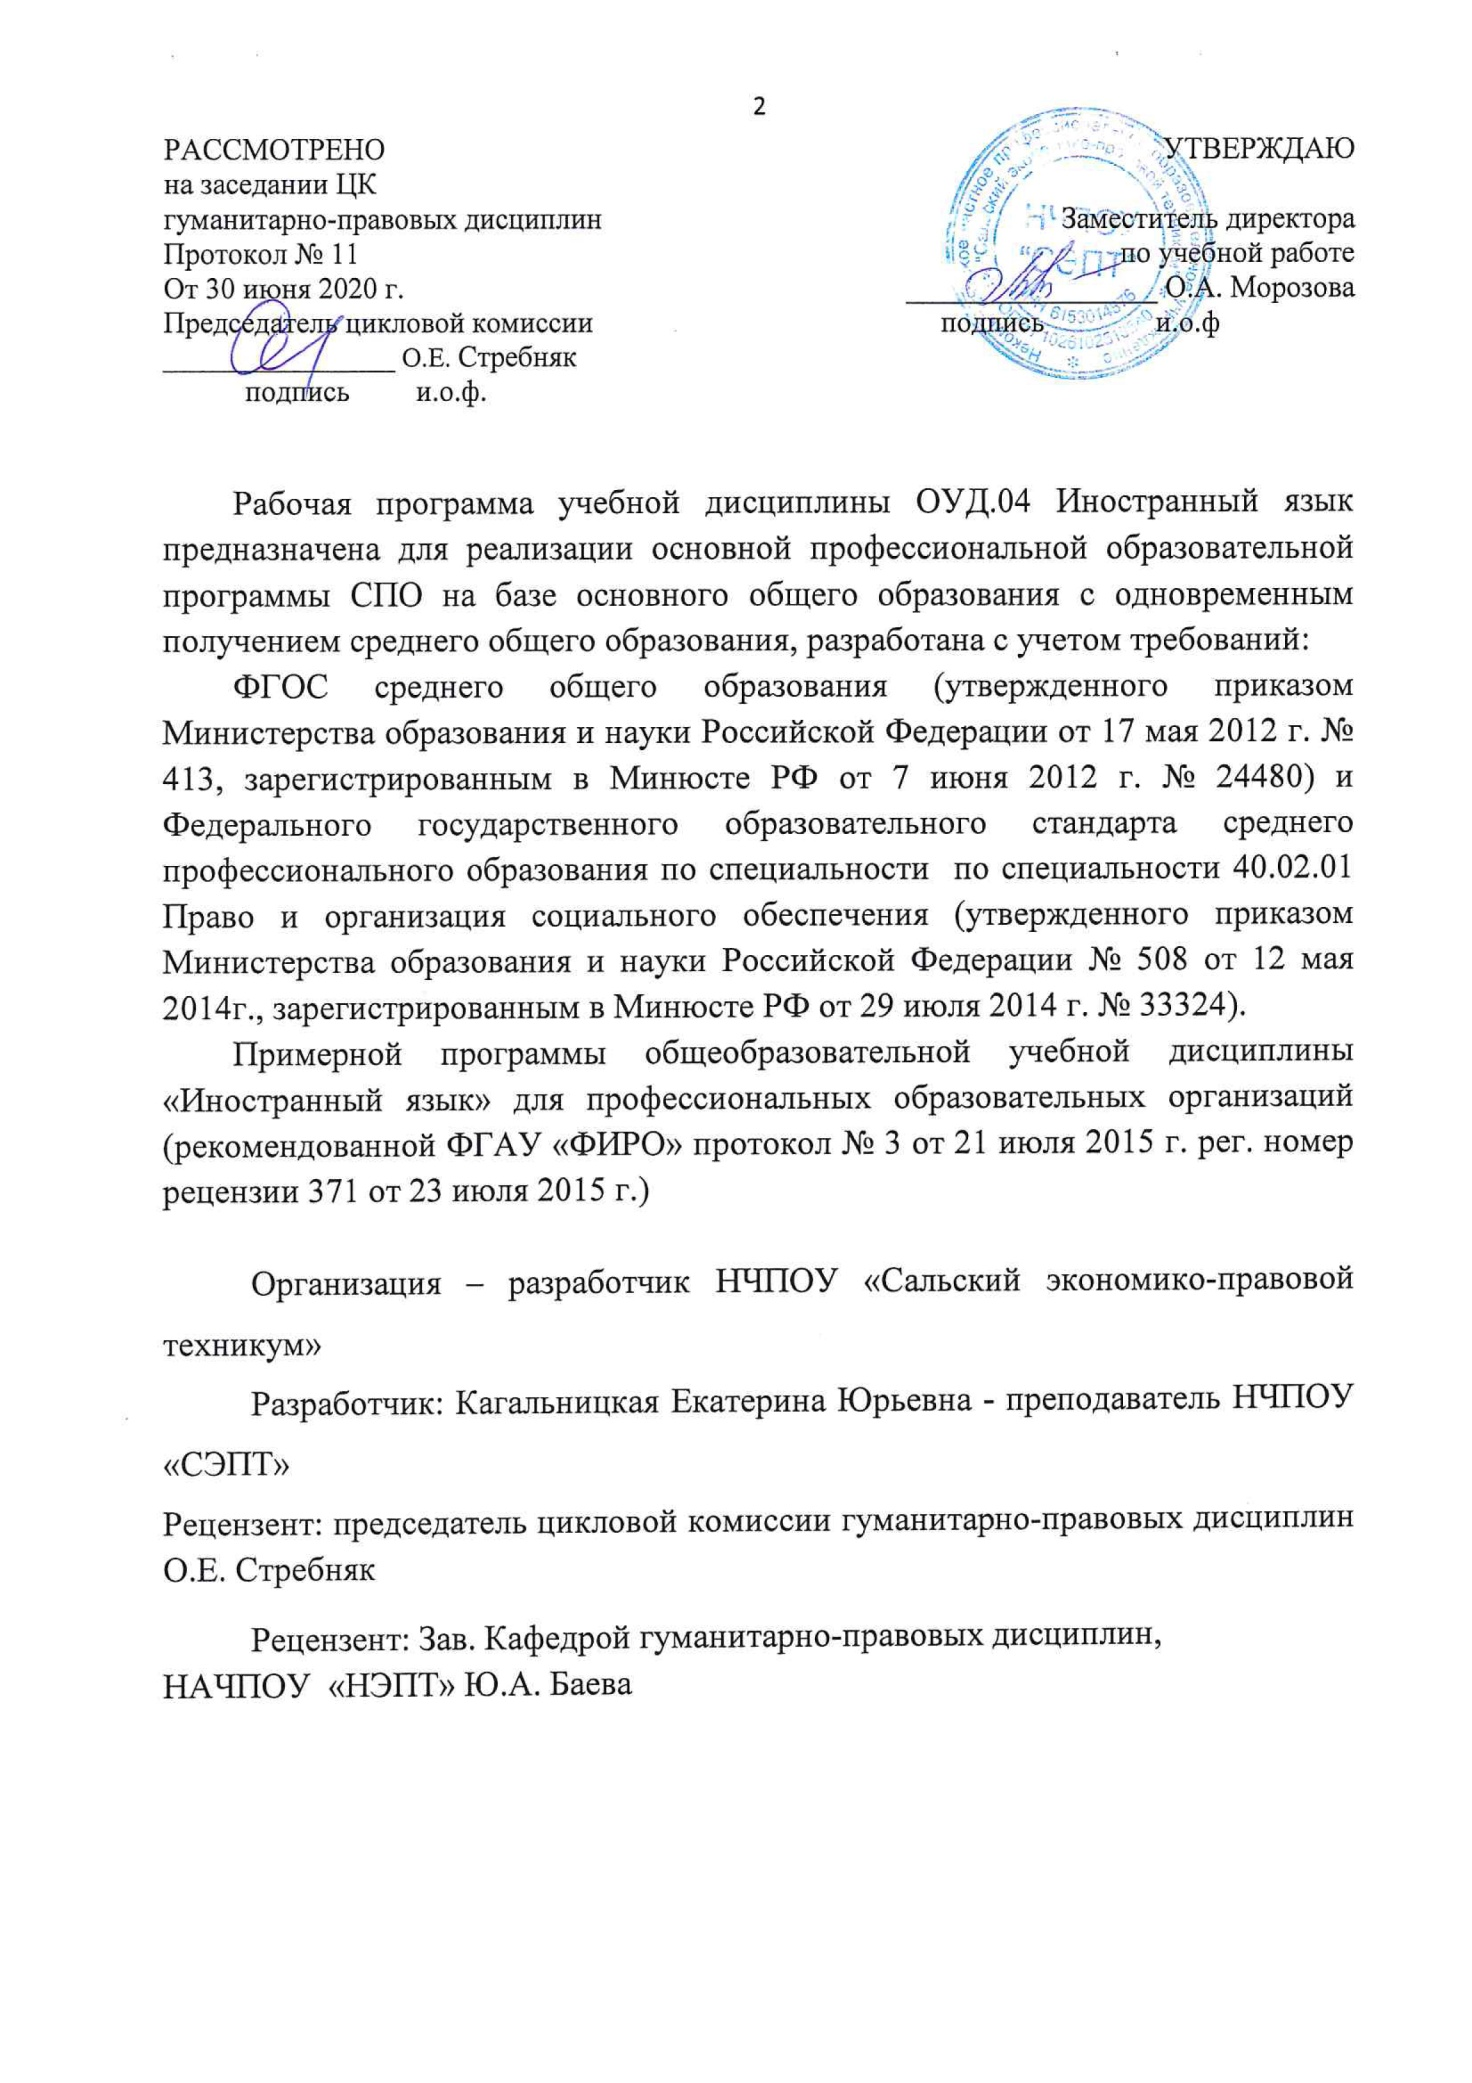 2
РАССМОТРЕНО
на заседании ЦК
гуманитарно-правовых дисциплин
Протокол № 11
От 30 июня 2020 г.
Председатель цикловой комиссии
________________ О.Е. Стребняк
подпись и.о.ф.
УТВЕРЖДАЮ
Заместитель директора
по учебной работе
_________________ О.А. Морозова
подпись и.о.ф
НЧПОУ
"СЭПТ"
Рабочая программа учебной дисциплины ОУД.04 Иностранный язык
предназначена для реализации основной профессиональной образовательной
программы СПО на базе основного общего образования с одновременным
получением среднего общего образования, разработана с учетом требований:
ФГОС среднего общего образования (утвержденного приказом
Министерства образования и науки Российской Федерации от 17 мая 2012 г. №
413, зарегистрированным в Минюсте РФ от 7 июня 2012 г. № 24480) и
Федерального государственного образовательного стандарта среднего
профессионального образования по специальности по специальности 40.02.01
Право и организация социального обеспечения (утвержденного приказом
Министерства образования и науки Российской Федерации № 508 от 12 мая
2014г., зарегистрированным в Минюсте РФ от 29 июля 2014 г. № 33324).
Примерной программы общеобразовательной учебной дисциплины
«Иностранный язык» для профессиональных образовательных организаций
(рекомендованной ФГАУ «ФИРО» протокол № 3 от 21 июля 2015 г. рег. номер
рецензии 371 от 23 июля 2015 г.)
Организация – разработчик НЧПОУ «Сальский экономико-правовой
техникум»
Разработчик: Кагальницкая Екатерина Юрьевна - преподаватель НЧПОУ
«СЭПТ»
Рецензент: председатель цикловой комиссии гуманитарно-правовых дисциплин
О.Е. Стребняк
Рецензент: Зав. Кафедрой гуманитарно-правовых дисциплин,
НАЧПОУ «НЭПТ» Ю.А. Баева